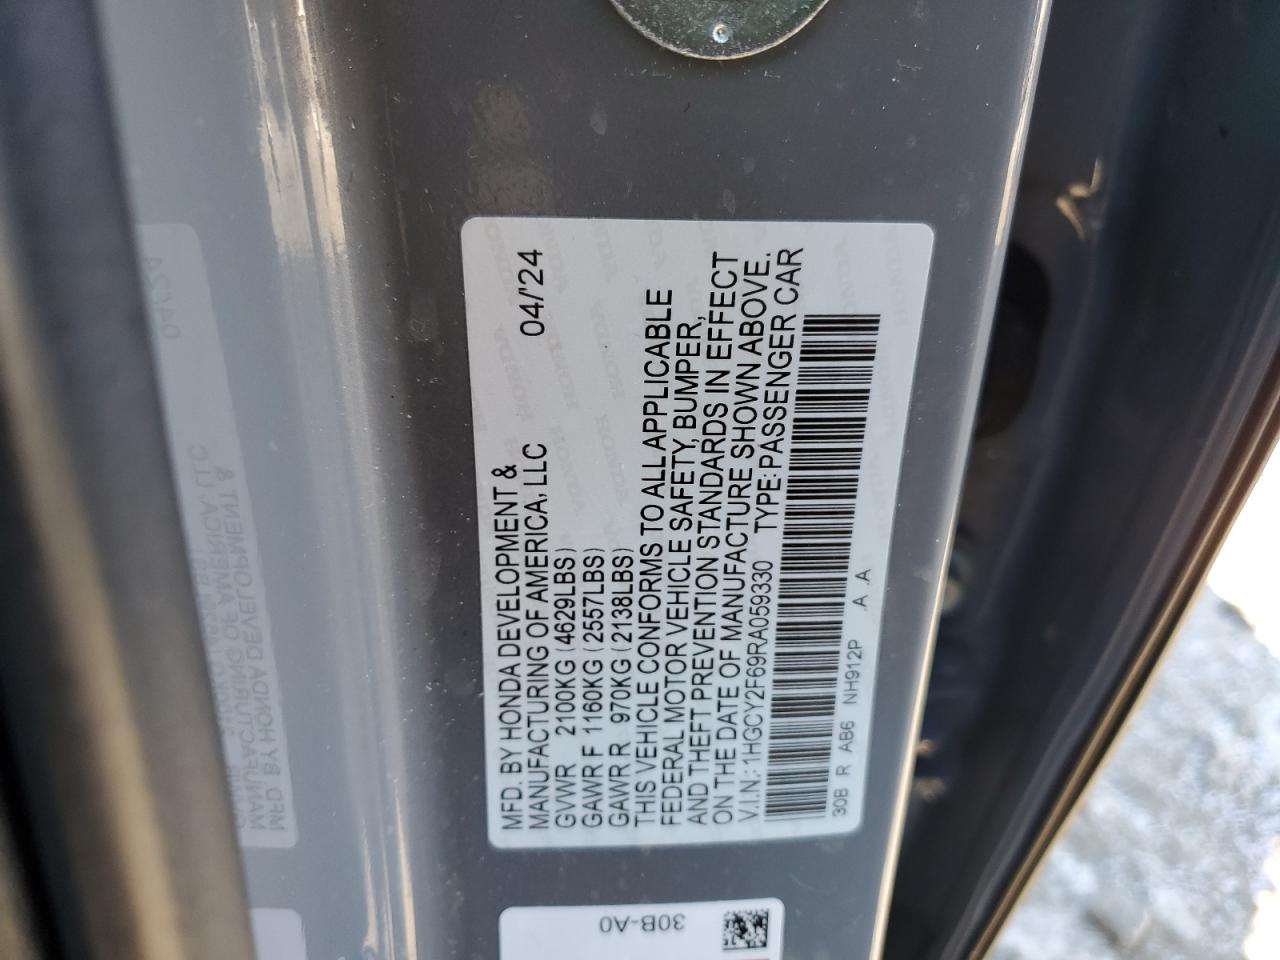 MFD. BY HONDA DEVELOPMENT &
MANUFACTURING OF AMERICA, LLC 04/'24
GVWR 2100KG (4629LBS)
GAWR F 1160KG (2557LBS)
GAWR R 970KG (2138LBS)
THIS VEHICLE CONFORMS TO ALL APPLICABLE
FEDERAL MOTOR VEHICLE SAFETY, BUMPER,
AND THEFT PREVENTION STANDARDS IN EFFECT
ON THE DATE OF MANUFACTURE SHOWN ABOVE.
V.I.N.: 1HGCY2F69RA059330 TYPE: PASSENGER CAR
30B R AB6 NH912P A .A
30B-A0